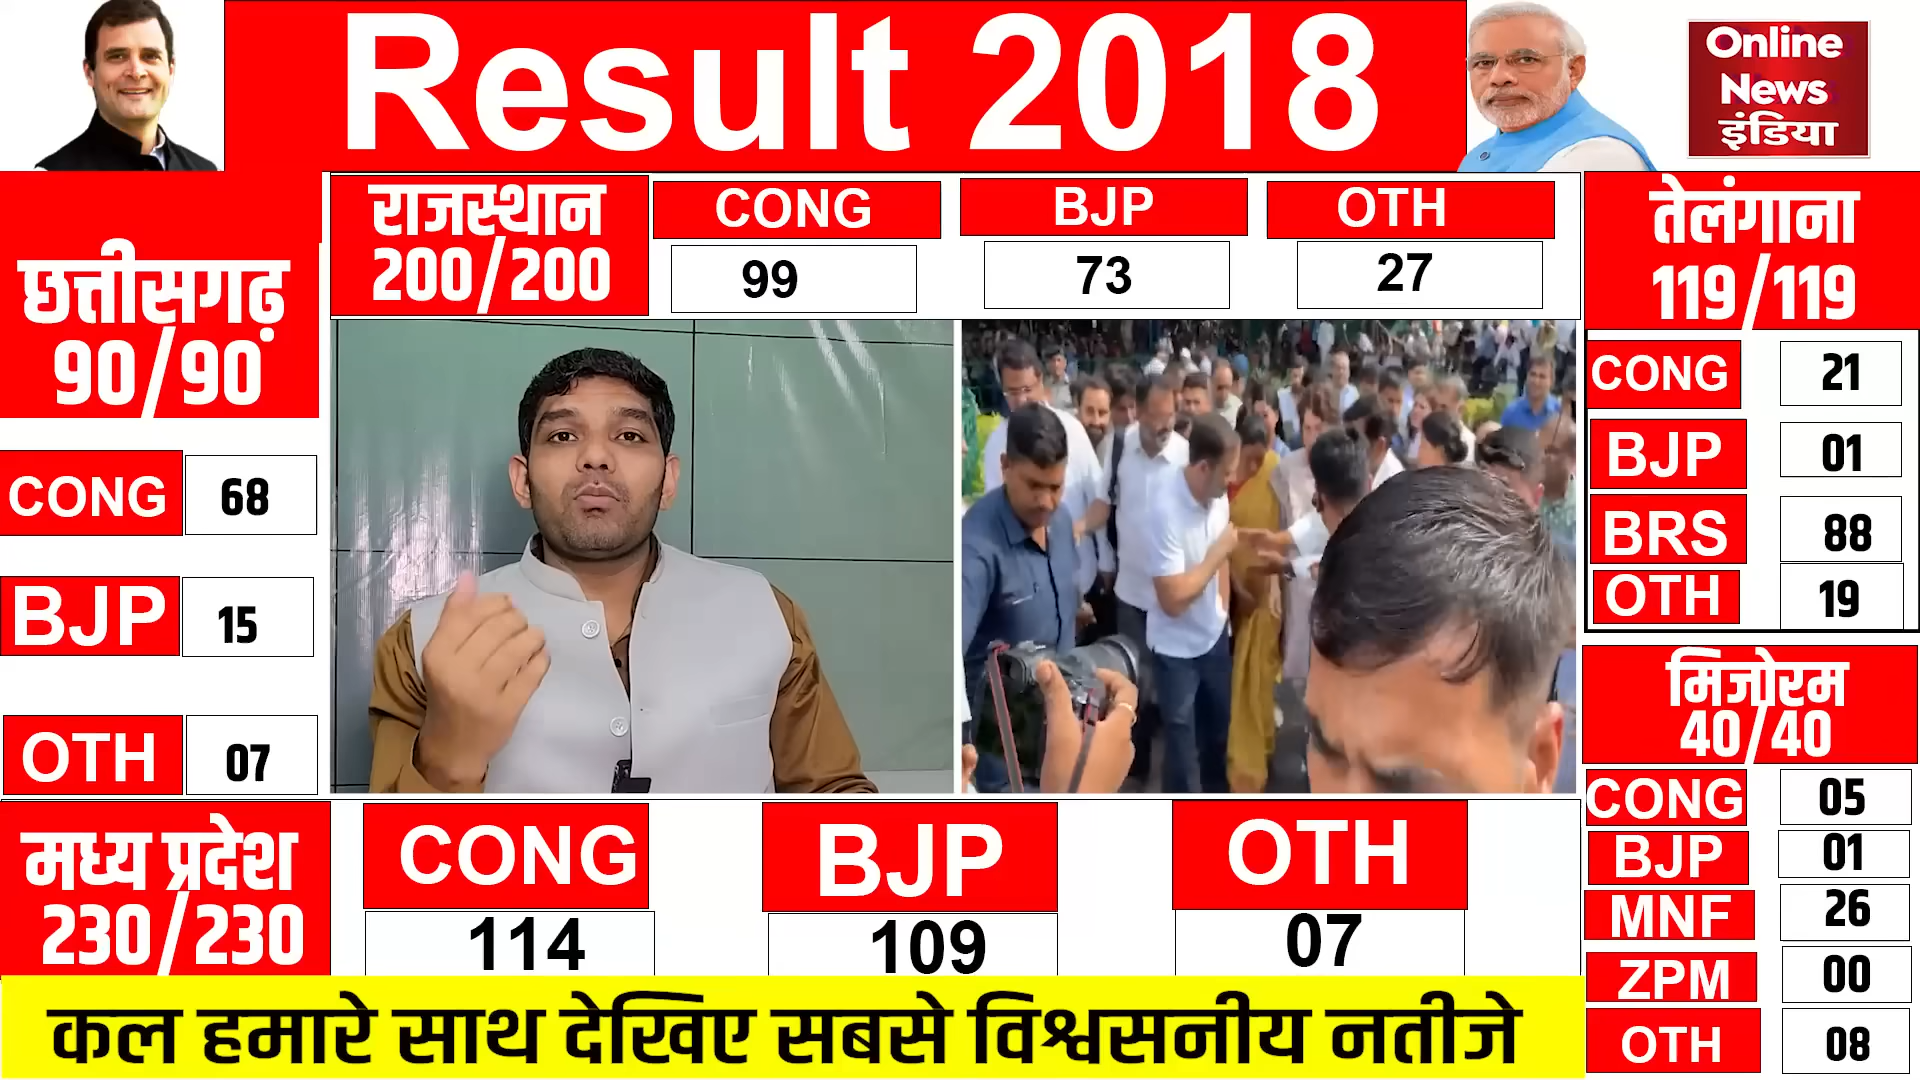 Result 2018
Online
News
इंडिया
राजस्थान
200/200
CONG
BJP
OTH
99
73
27
छत्तीसगढ़
90/90
CONG 68
BJP 15
OTH 07
तेलंगाना
119/119
CONG 21
BJP 01
BRS 88
OTH 19
मिजोरम
40/40
CONG 05
BJP 01
MNF 26
ZPM 00
OTH 08
मध्य प्रदेश
230/230
CONG
BJP
OTH
114
109
07
कल हमारे साथ देखिए सबसे विश्वसनीय नतीजे